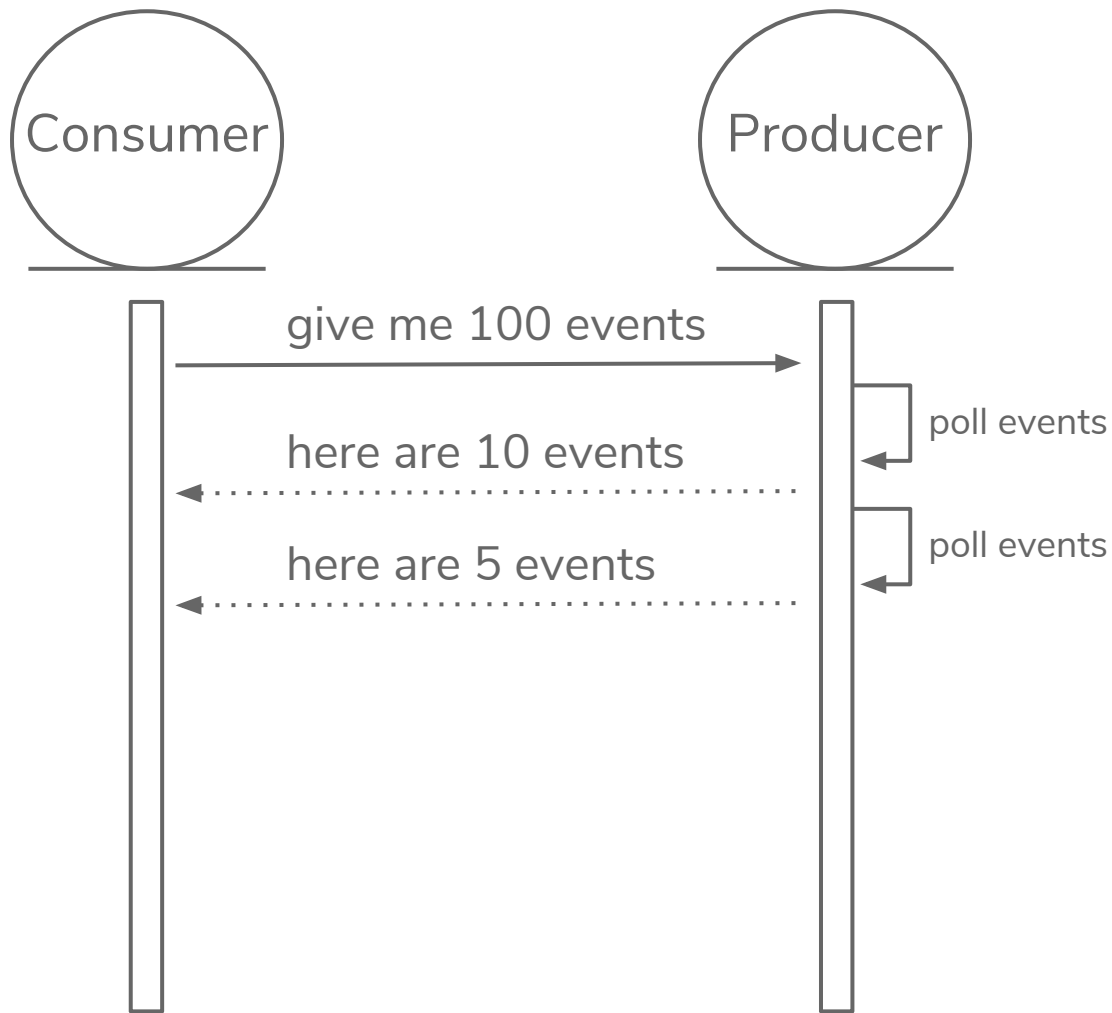 Consumer
Producer
give me 100 events
poll events
here are 10 events
poll events
here are 5 events